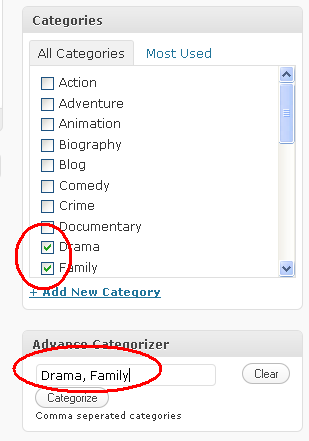 Categories
All Categories Most Used
Action
Adventure
Animation
Biography
Blog
Comedy
Crime
Documentary
Drama
Family
+ Add New Category
Advance Categorizer
Drama, Family Clear
Categorize
Comma seperated categories